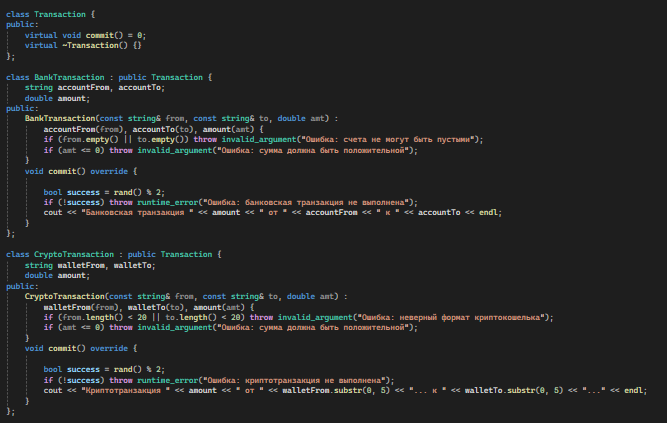 class Transaction {
public:
    virtual void commit() = 0;
    virtual ~Transaction() {}
};

class BankTransaction : public Transaction {
    string accountFrom, accountTo;
    double amount;
public:
    BankTransaction(const string& from, const string& to, double amt) :
        accountFrom(from), accountTo(to), amount(amt) {
        if (from.empty() || to.empty()) throw invalid_argument("Ошибка: счета не могут быть пустыми");
        if (amt <= 0) throw invalid_argument("Ошибка: сумма должна быть положительной");
    }
    void commit() override {

        bool success = rand() % 2;
        if (!success) throw runtime_error("Ошибка: банковская транзакция не выполнена");
        cout << "Банковская транзакция " << amount << " от " << accountFrom << " к " << accountTo << endl;
    }
};

class CryptoTransaction : public Transaction {
    string walletFrom, walletTo;
    double amount;
public:
    CryptoTransaction(const string& from, const string& to, double amt) :
        walletFrom(from), walletTo(to), amount(amt) {
        if (from.length() < 20 || to.length() < 20) throw invalid_argument("Ошибка: неверный формат криптокошелька");
        if (amt <= 0) throw invalid_argument("Ошибка: сумма должна быть положительной");
    }
    void commit() override {

        bool success = rand() % 2;
        if (!success) throw runtime_error("Ошибка: криптотранзакция не выполнена");
        cout << "Криптотранзакция " << amount << " от " << walletFrom.substr(0, 5) << "... к " << walletTo.substr(0, 5) << "..." << endl;
    }
};